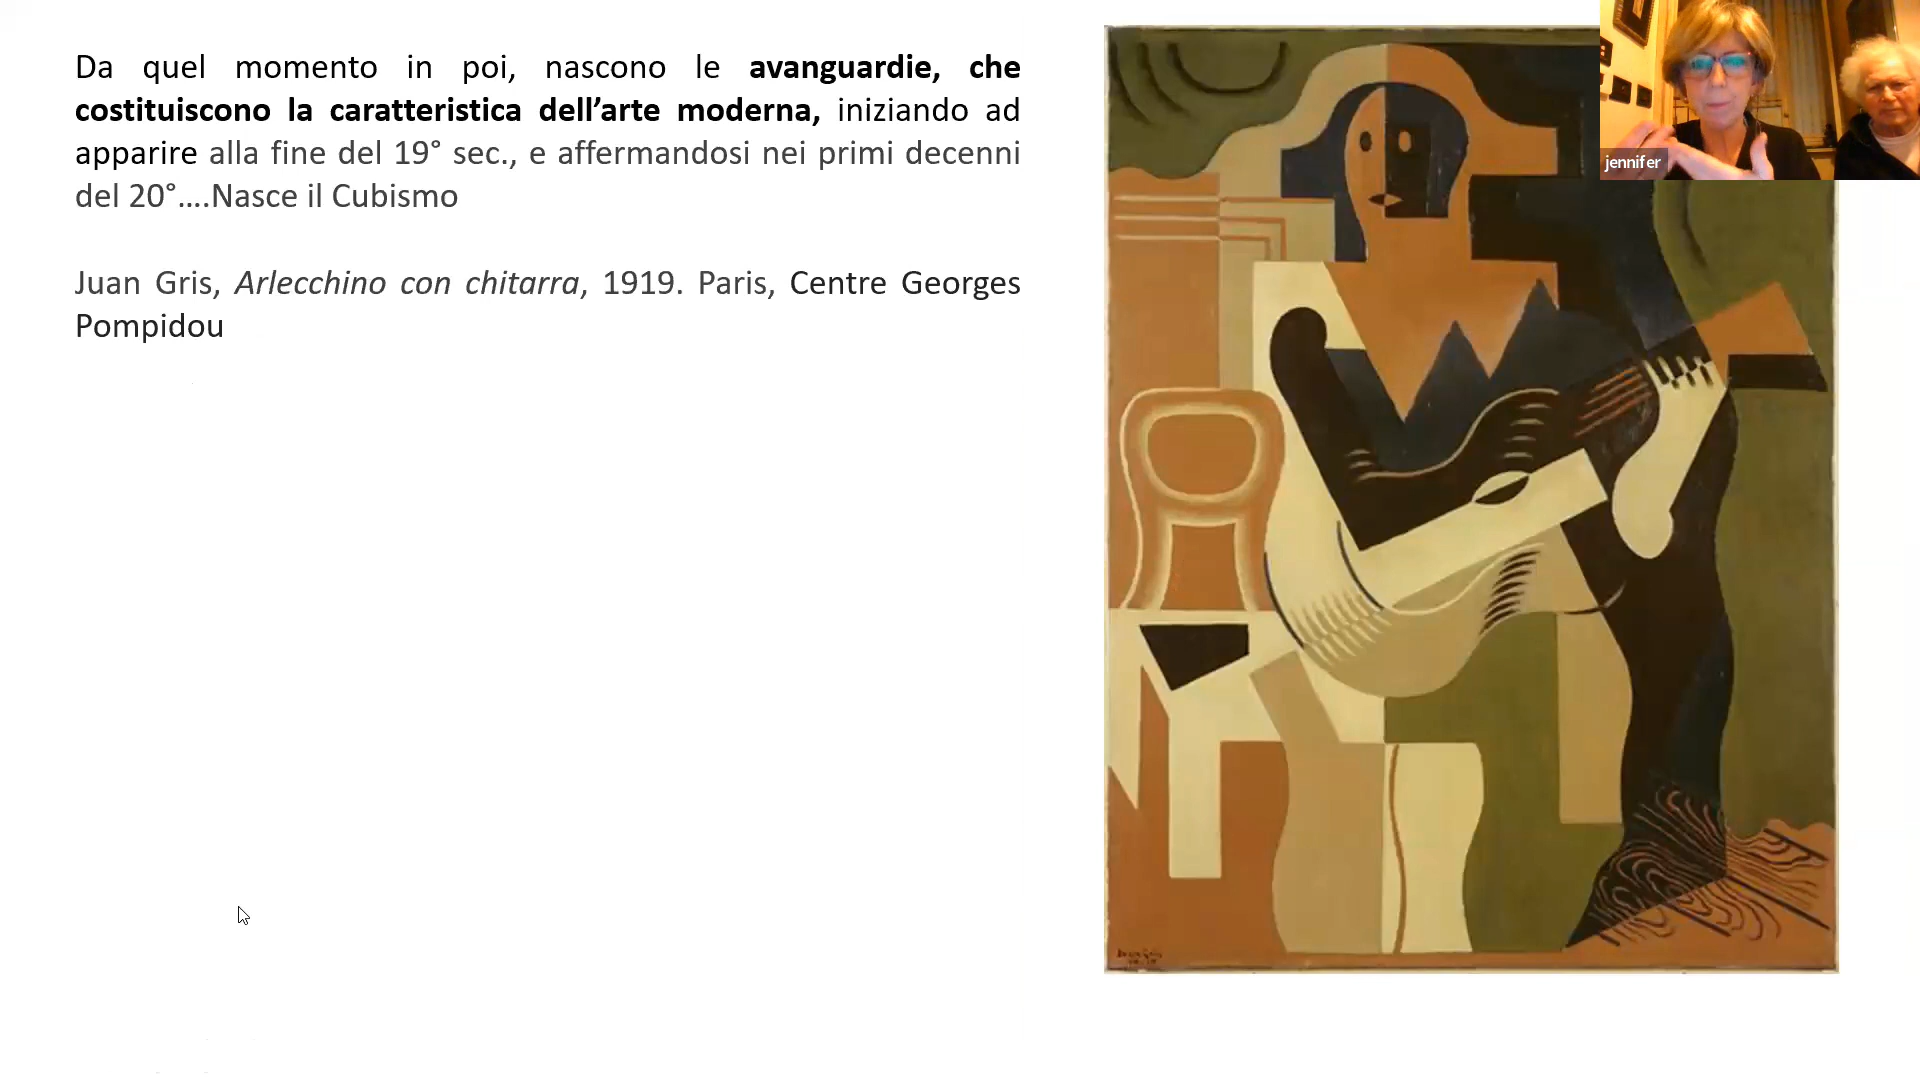 Da quel momento in poi, nascono le avanguardie, che
costituiscono la caratteristica dell’arte moderna, iniziando ad
apparire alla fine del 19° sec., e affermandosi nei primi decenni
del 20°….Nasce il Cubismo
Juan Gris, Arlecchino con chitarra, 1919. Paris, Centre Georges
Pompidou
jennifer